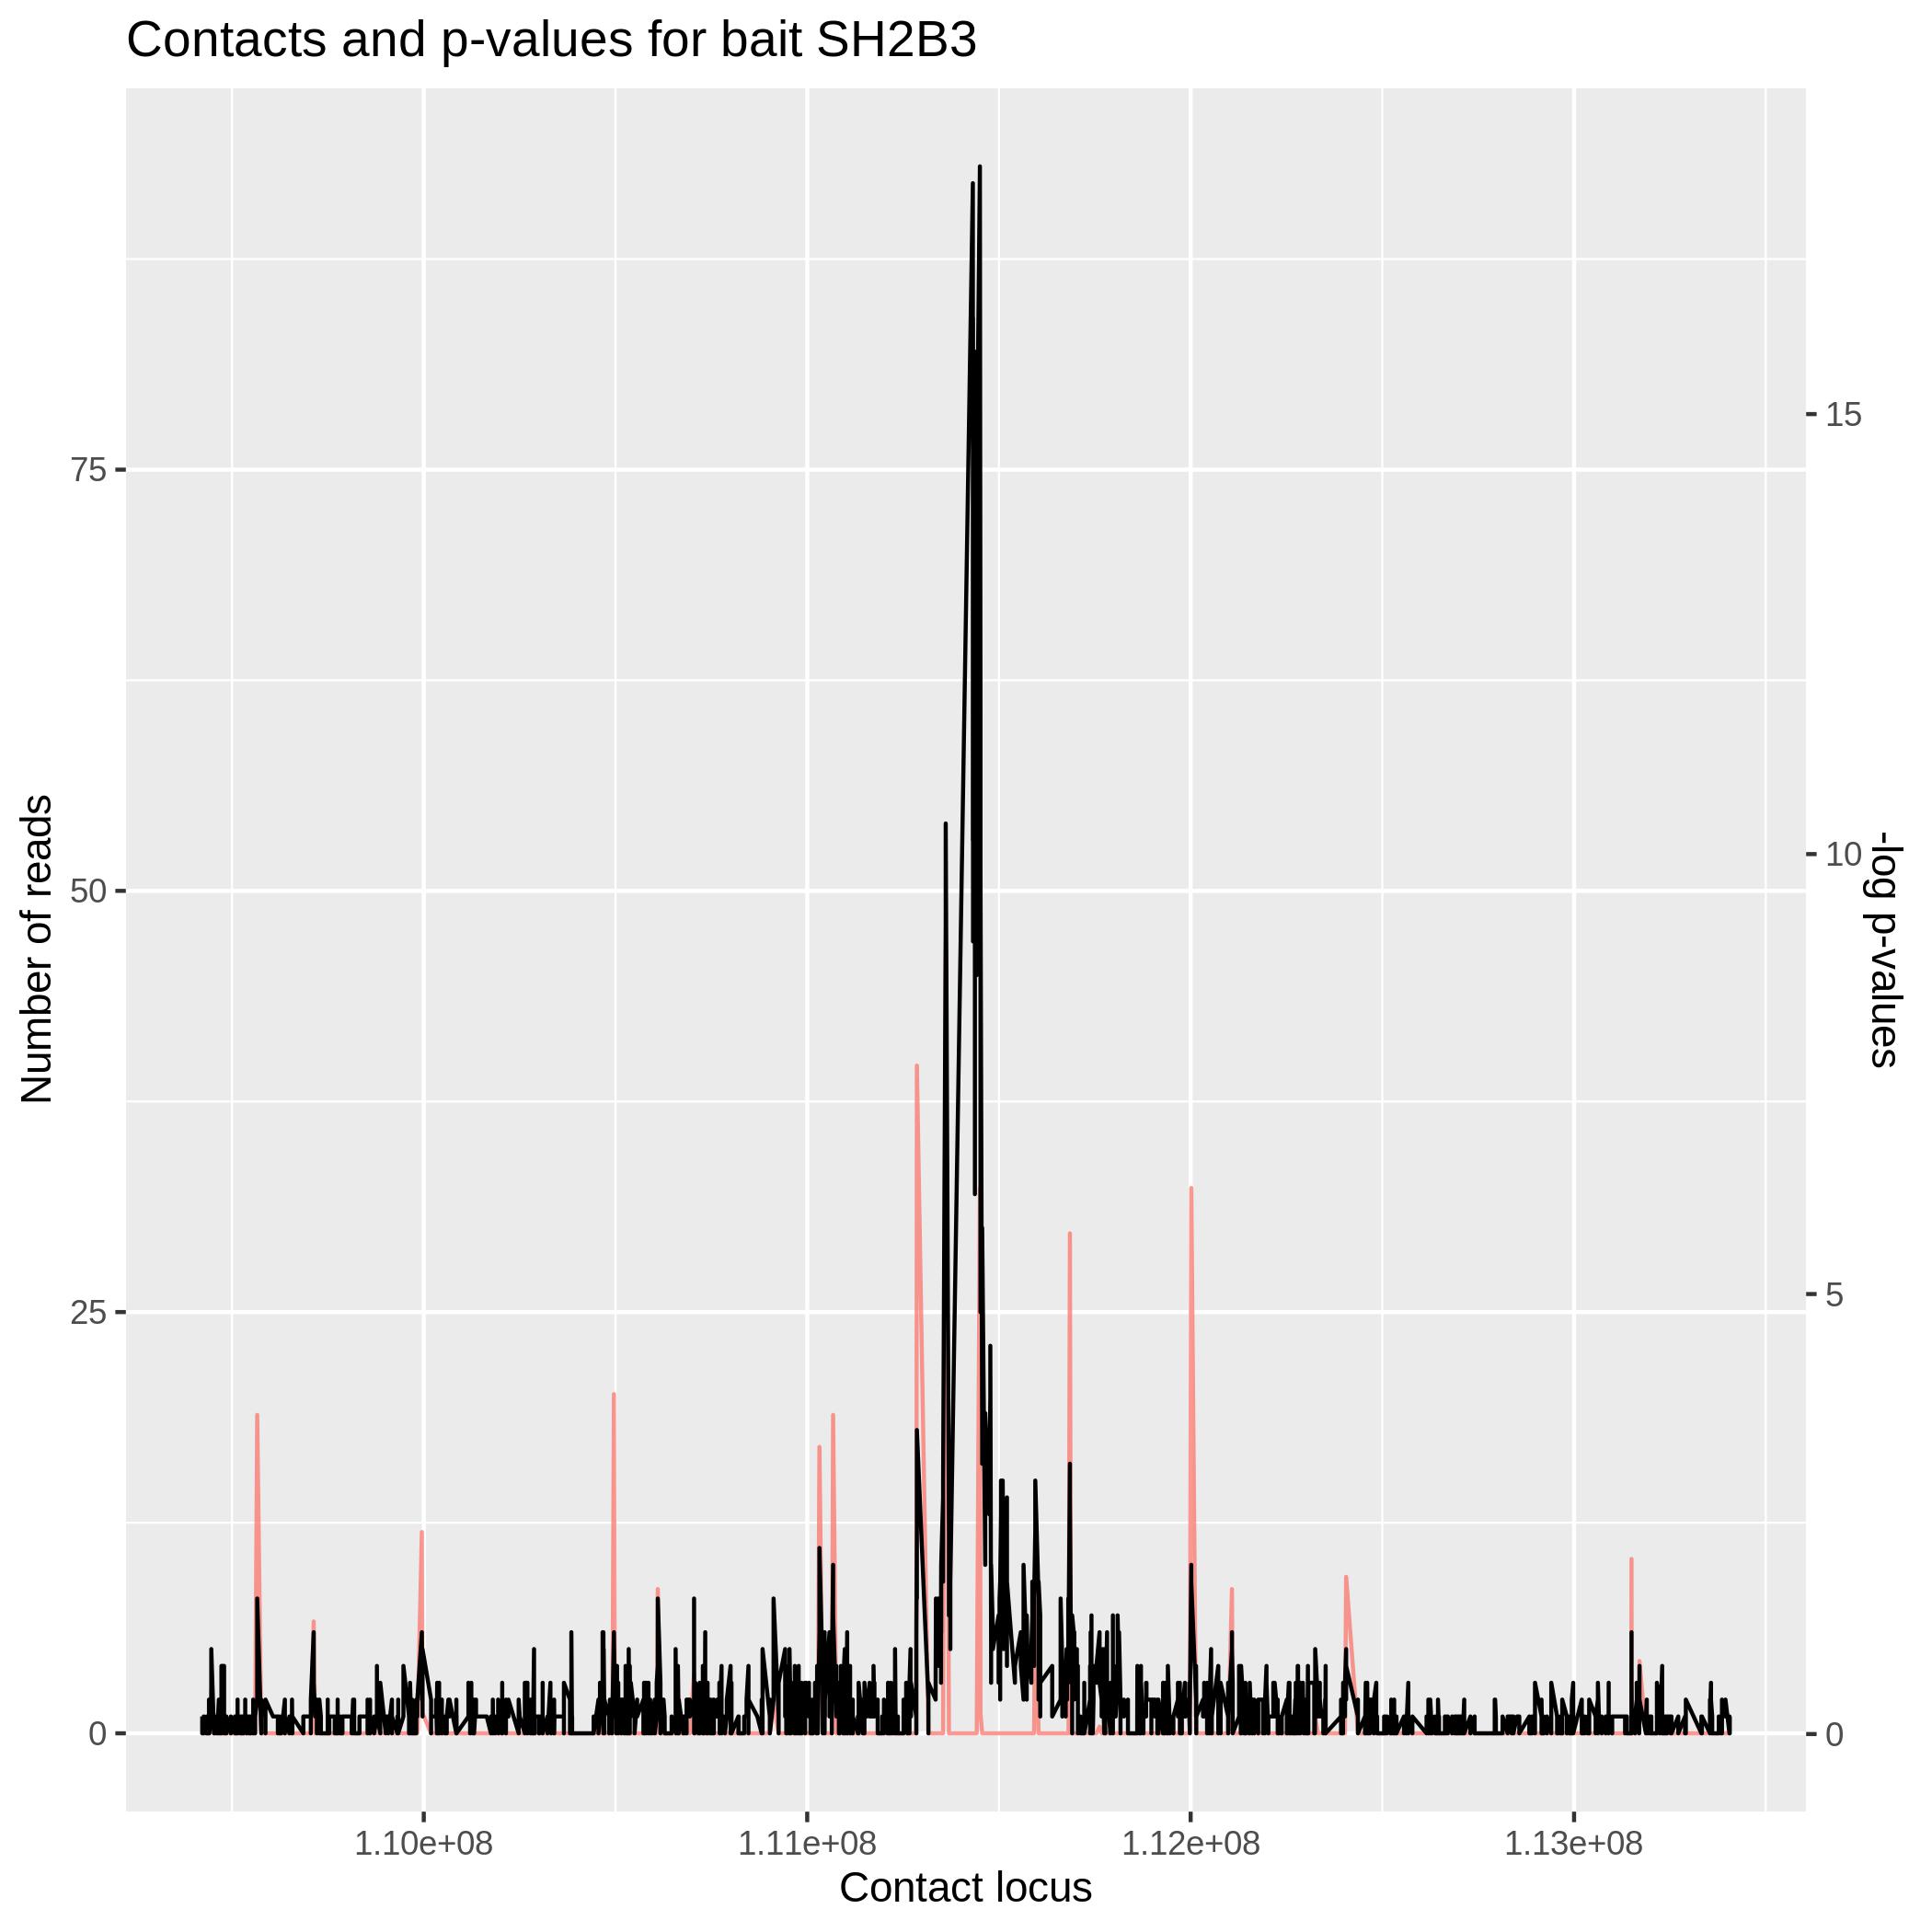 Contacts and p-values for bait SH2B3
Number of reads
75
50
25
0
15
10
5
0
-log p-values
1.10e+08
1.11e+08
1.12e+08
1.13e+08
Contact locus